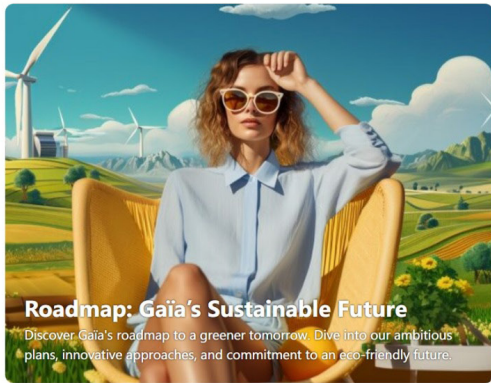 Roadmap: Gaïa's Sustainable Future
Discover Gaïa's roadmap to a greener tomorrow. Dive into our ambitious
plans, innovative approaches, and commitment to an eco-friendly future.